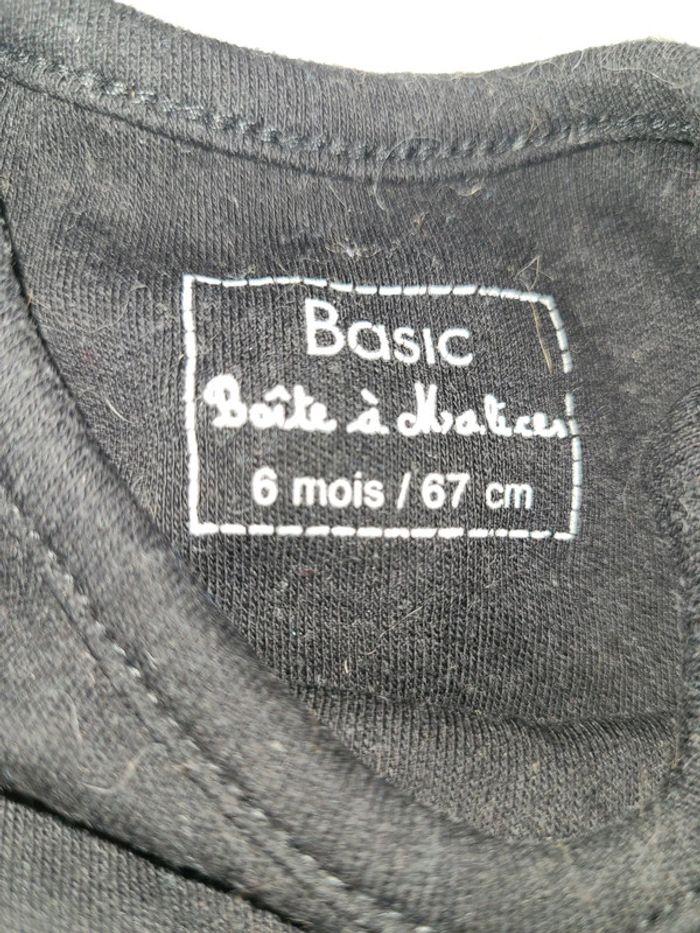 Basic
Boîte à Malices
6 mois / 67 cm